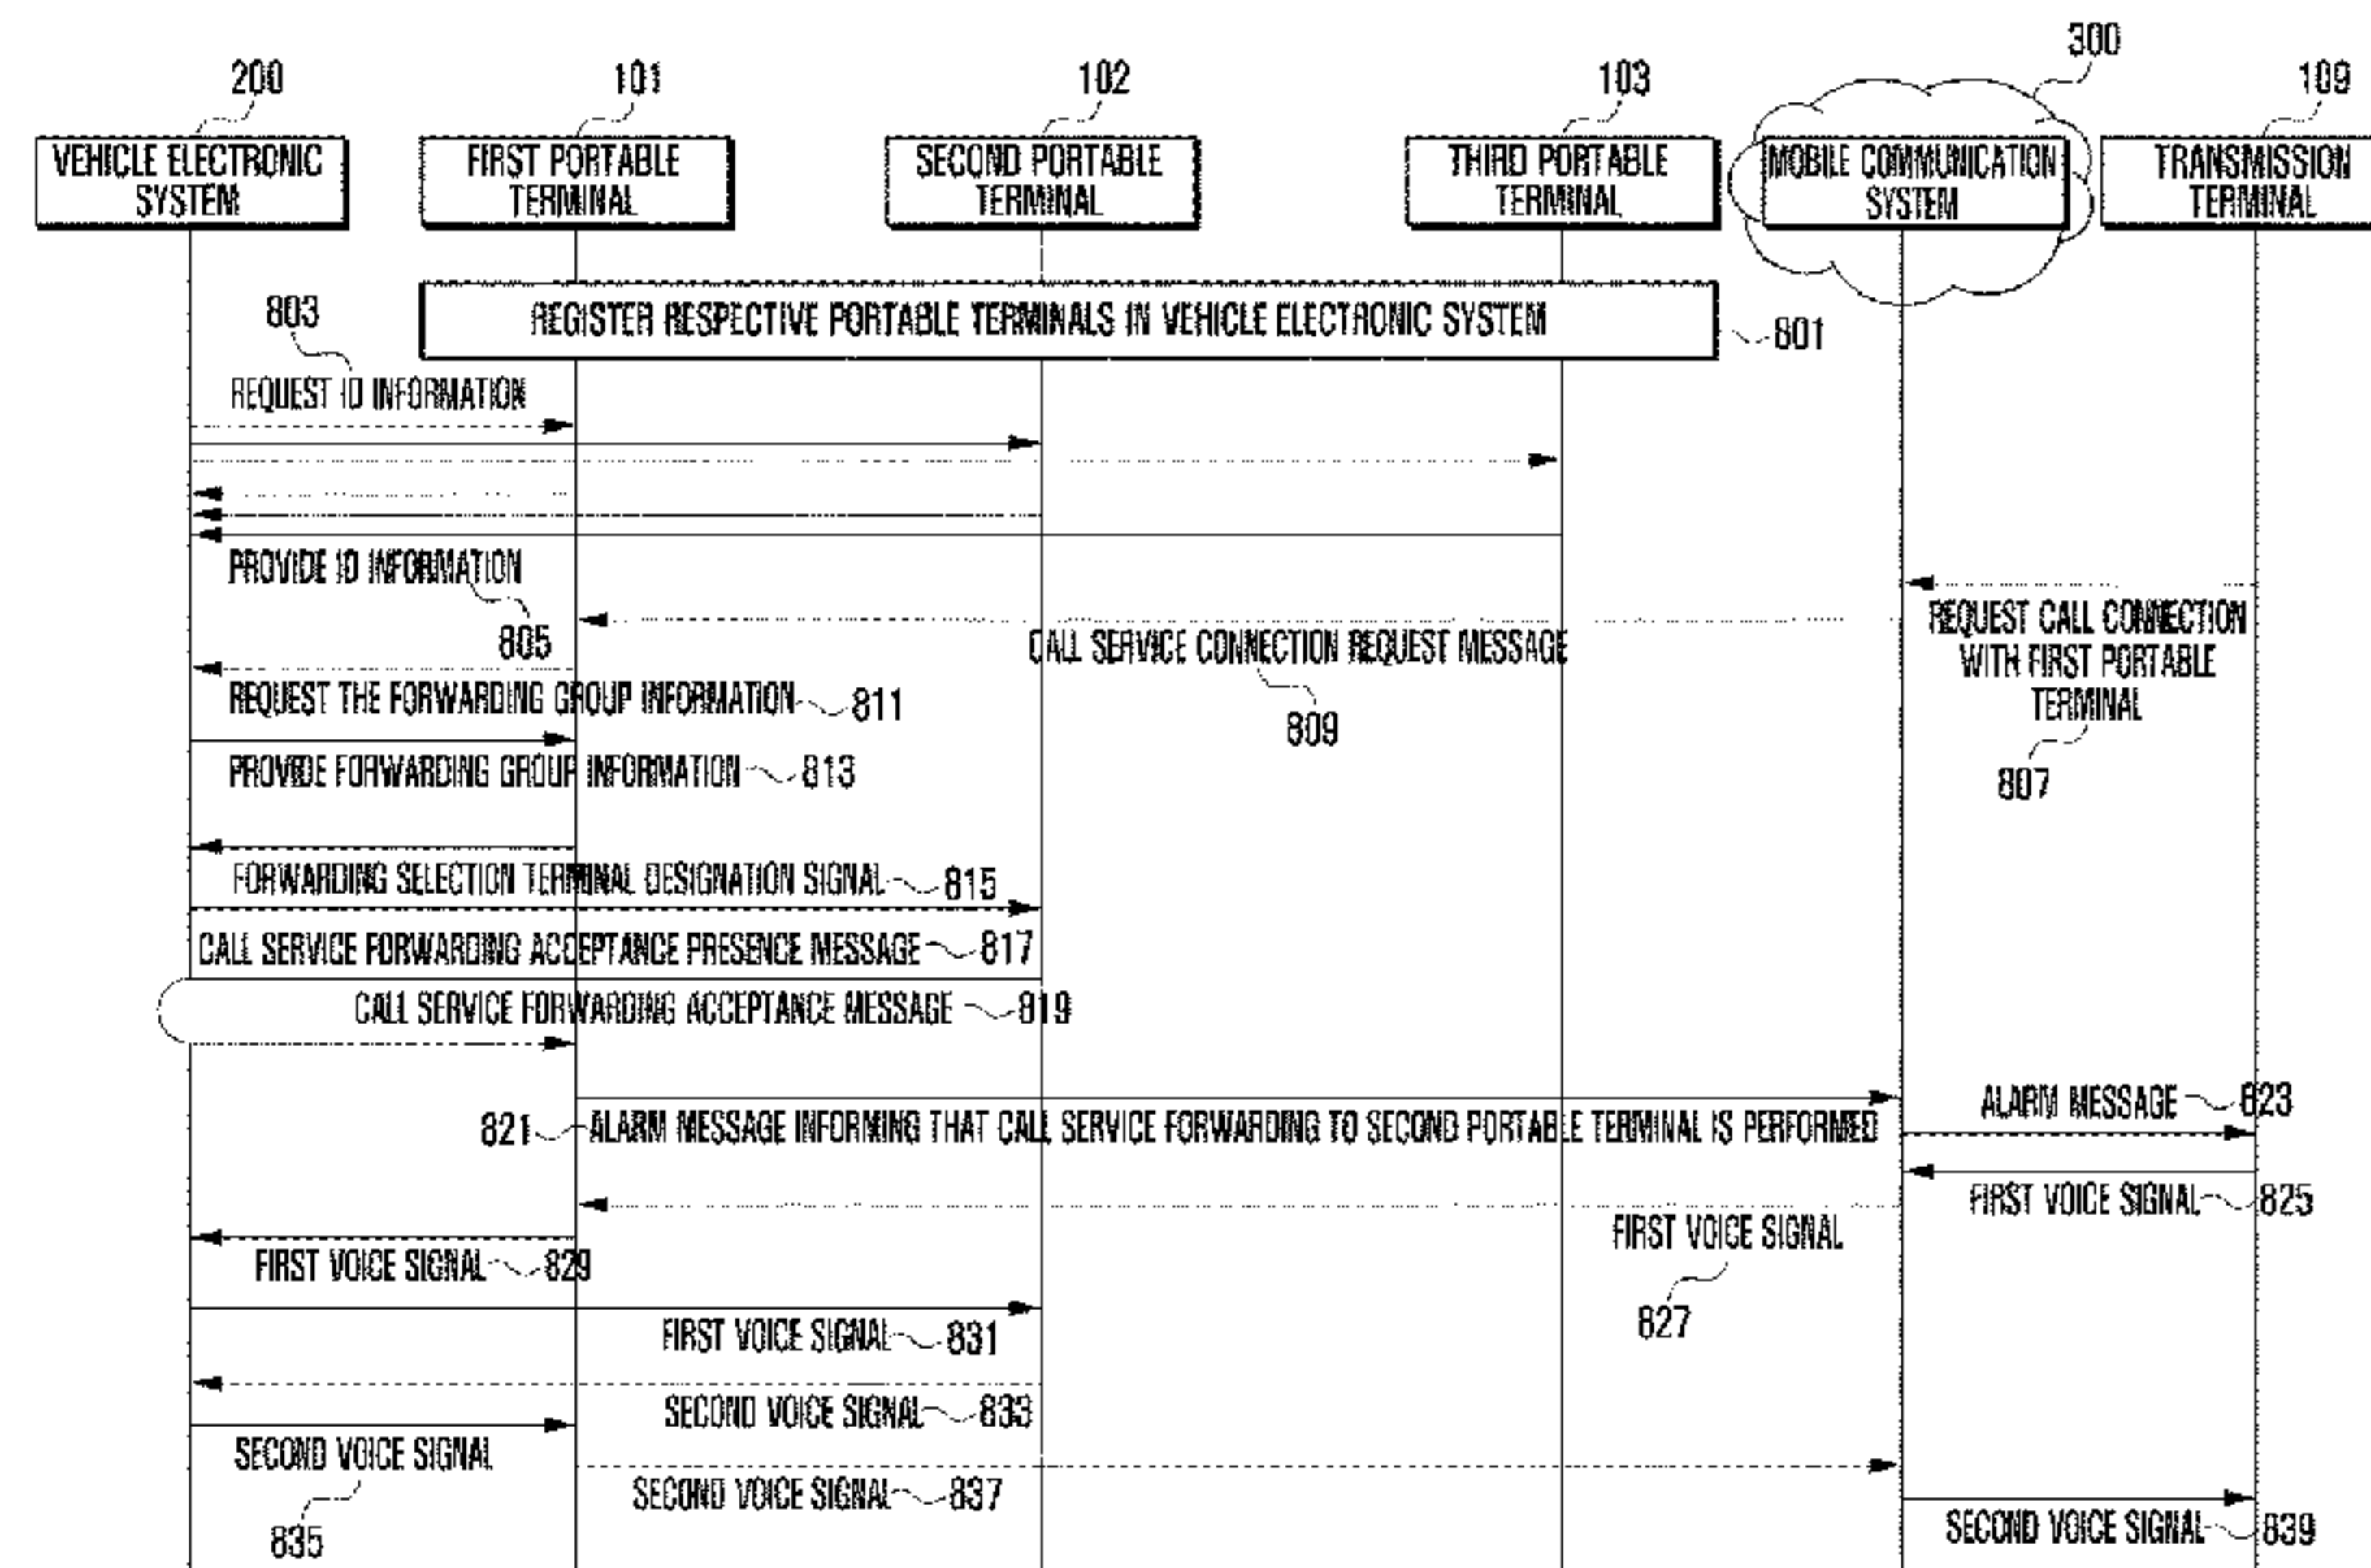 300
200
101
102
103
109
VEHICLE ELECTRONIC
SYSTEM
FIRST PORTABLE
TERMINAL
SECOND PORTABLE
TERMINAL
THIRD PORTABLE
TERMINAL
MOBILE COMMUNICATION
SYSTEM
TRANSMISSION
TERMINAL
REGISTER RESPECTIVE PORTABLE TERMINALS IN VEHICLE ELECTRONIC SYSTEM
801
803
REQUEST ID INFORMATION
PROVIDE ID INFORMATION
805
REQUEST CALL CONNECTION
WITH FIRST PORTABLE
TERMINAL
807
CALL SERVICE CONNECTION REQUEST MESSAGE
809
REQUEST THE FORWARDING GROUP INFORMATION 811
PROVIDE FORWARDING GROUP INFORMATION 813
FORWARDING SELECTION TERMINAL DESIGNATION SIGNAL 815
CALL SERVICE FORWARDING ACCEPTANCE PRESENCE MESSAGE 817
CALL SERVICE FORWARDING ACCEPTANCE MESSAGE 819
821 ALARM MESSAGE INFORMING THAT CALL SERVICE FORWARDING TO SECOND PORTABLE TERMINAL IS PERFORMED
ALARM MESSAGE 823
FIRST VOICE SIGNAL 825
FIRST VOICE SIGNAL
827
FIRST VOICE SIGNAL 829
FIRST VOICE SIGNAL 831
SECOND VOICE SIGNAL 833
SECOND VOICE SIGNAL
835
SECOND VOICE SIGNAL 837
SECOND VOICE SIGNAL 839